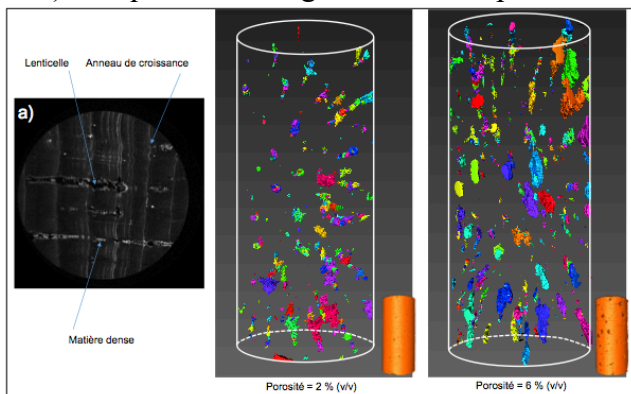 Lenticelle
Anneau de croissance
a)
Matière dense
Porosité = 2 % (v/v)
Porosité = 6 % (v/v)